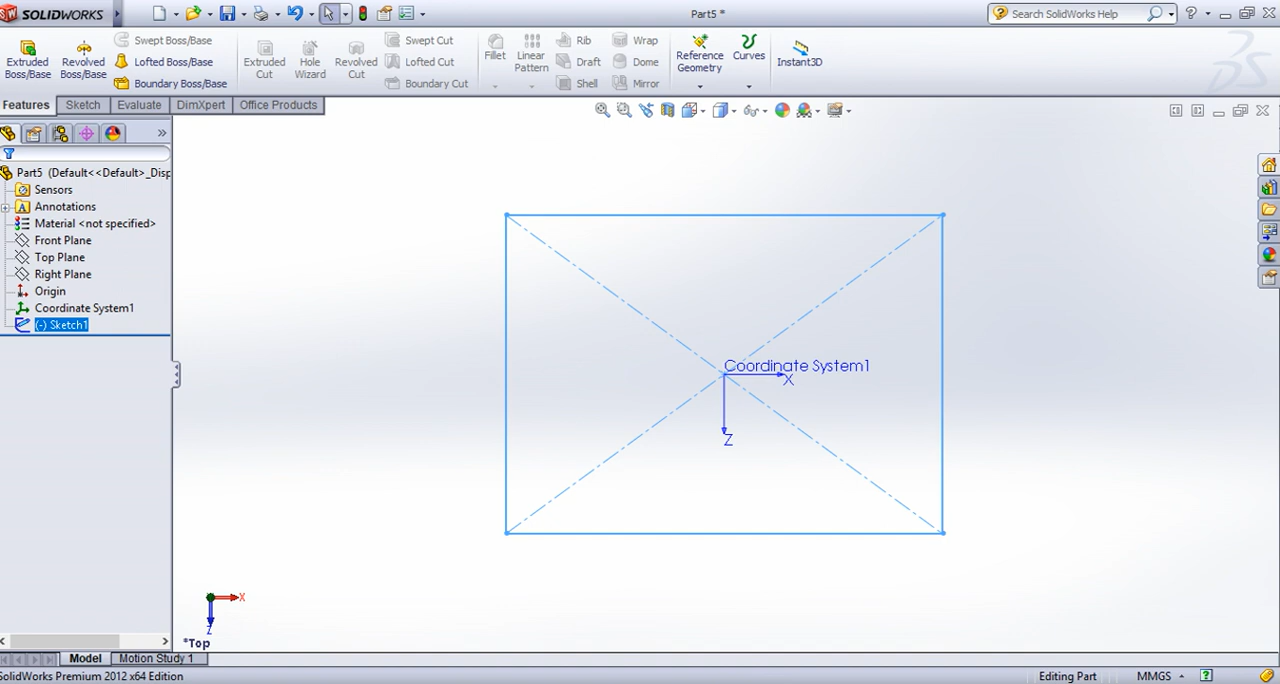 SOLIDWORKS
Part5 *
Search SolidWorks Help
Extruded Boss/Base
Revolved Boss/Base
Swept Boss/Base
Lofted Boss/Base
Boundary Boss/Base
Extruded Cut
Hole Wizard
Revolved Cut
Swept Cut
Lofted Cut
Boundary Cut
Fillet
Linear Pattern
Rib
Draft
Shell
Wrap
Dome
Mirror
Reference Geometry
Curves
Instant3D
Features
Sketch
Evaluate
DimXpert
Office Products
Part5 (Default<<Default>_Disp
Sensors
Annotations
Material <not specified>
Front Plane
Top Plane
Right Plane
Origin
Coordinate System1
(-) Sketch1
Coordinate System1
X
Z
X
Z
*Top
Model
Motion Study 1
SolidWorks Premium 2012 x64 Edition
Editing Part
MMGS